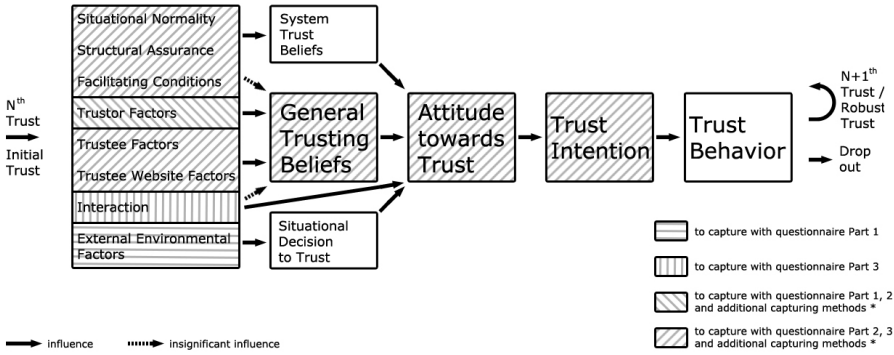 Nth
Trust
Initial
Trust
Situational Normality
Structural Assurance
Facilitating Conditions
Trustor Factors
Trustee Factors
Trustee Website Factors
Interaction
External Environmental
Factors
System
Trust
Beliefs
General
Trusting
Beliefs
Situational
Decision
to Trust
Attitude
towards
Trust
Trust
Intention
Trust
Behavior
N+1th
Trust /
Robust
Trust
Drop
out
to capture with questionnaire Part 1
to capture with questionnaire Part 3
to capture with questionnaire Part 1, 2
and additional capturing methods *
to capture with questionnaire Part 2, 3
and additional capturing methods *
influence
insignificant influence